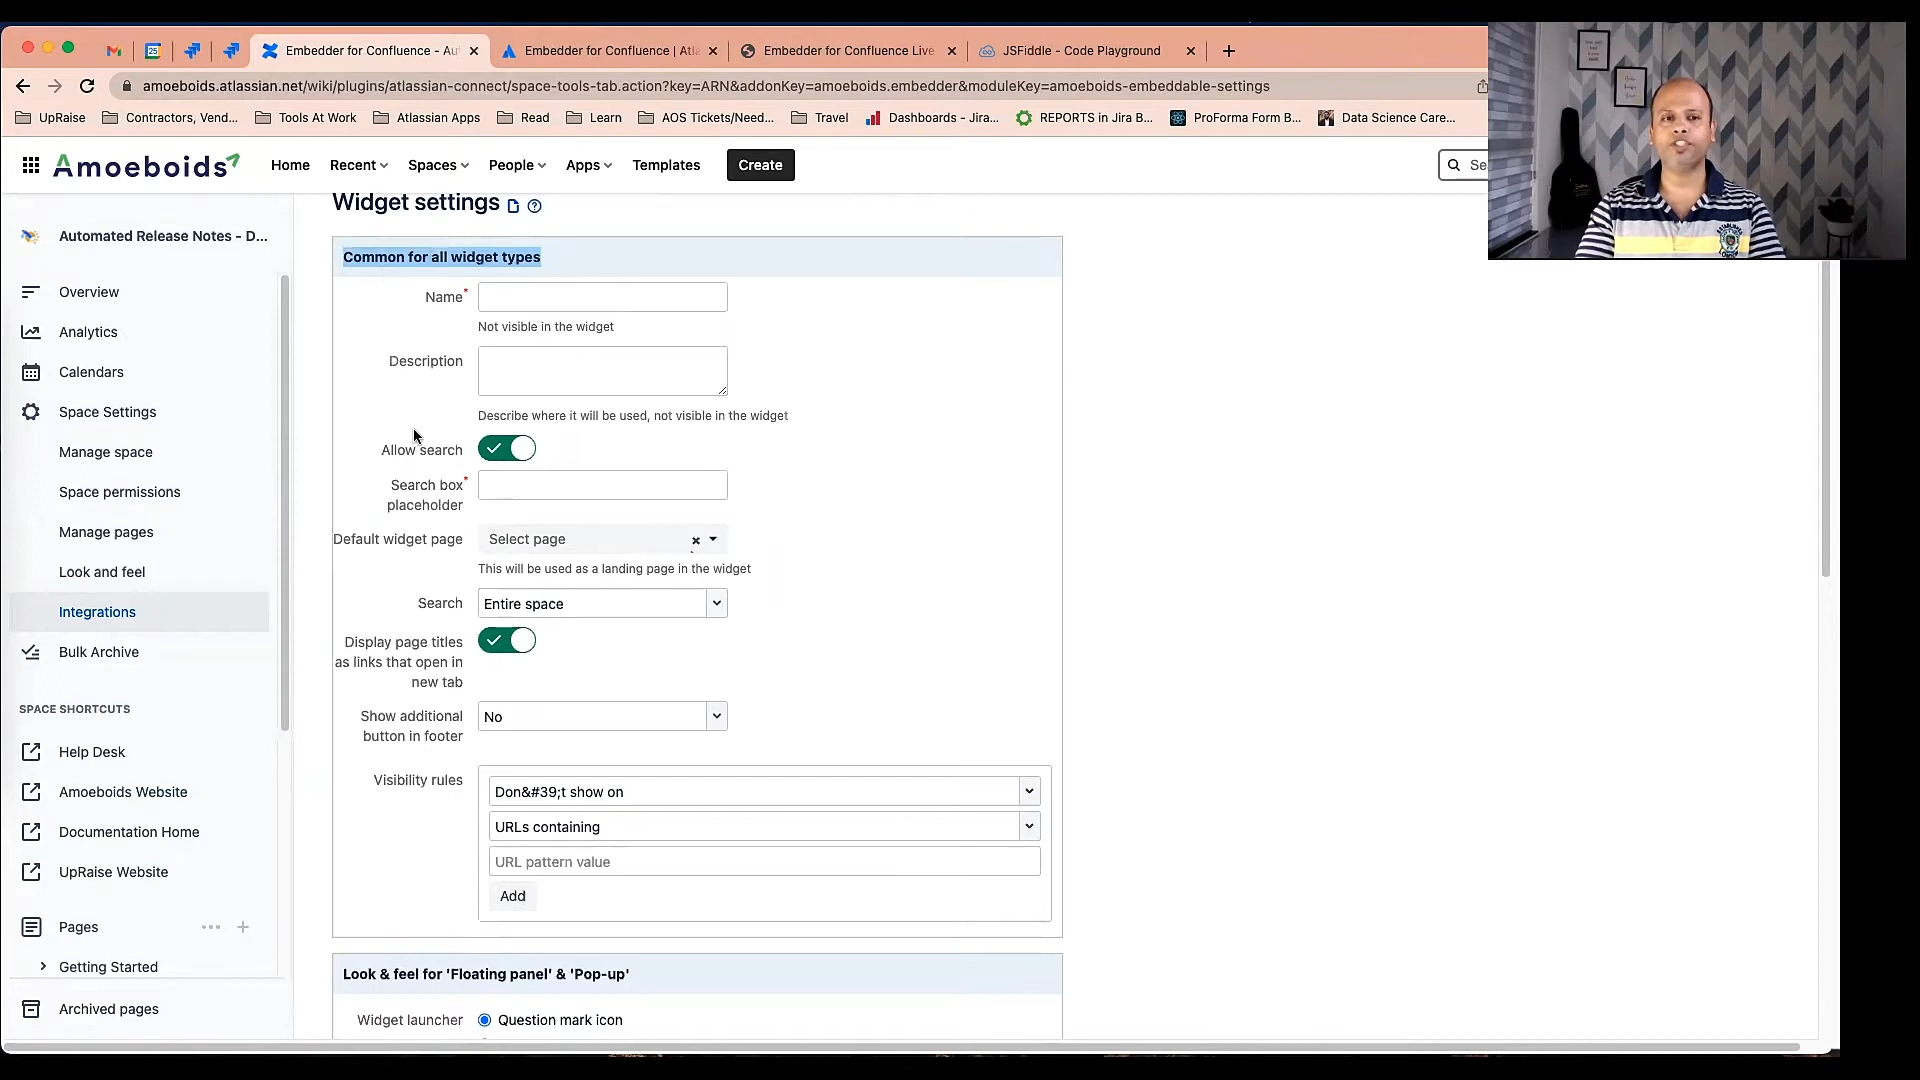 Embedder for Confluence - Au
Embedder for Confluence | Atla
Embedder for Confluence Live
JSFiddle - Code Playground
amoeboids.atlassian.net/wiki/plugins/atlassian-connect/space-tools-tab.action?key=ARN&addonKey=amoeboids.embedder&moduleKey=amoeboids-embeddable-settings
UpRaise
Contractors, Vend...
Tools At Work
Atlassian Apps
Read
Learn
AOS Tickets/Need...
Travel
Dashboards - Jira...
REPORTS in Jira B...
ProForma Form B...
Data Science Care...
Amoeboids
Home
Recent
Spaces
People
Apps
Templates
Create
Se
Automated Release Notes - D...
Overview
Analytics
Calendars
Space Settings
Manage space
Space permissions
Manage pages
Look and feel
Integrations
Bulk Archive
SPACE SHORTCUTS
Help Desk
Amoeboids Website
Documentation Home
UpRaise Website
Pages
Getting Started
Archived pages
Widget settings
Common for all widget types
Name*
Not visible in the widget
Description
Describe where it will be used, not visible in the widget
Allow search
Search box*
placeholder
Default widget page
Select page
This will be used as a landing page in the widget
Search
Entire space
Display page titles
as links that open in
new tab
Show additional
button in footer
No
Visibility rules
Don&#39;t show on
URLs containing
URL pattern value
Add
Look & feel for 'Floating panel' & 'Pop-up'
Widget launcher
Question mark icon